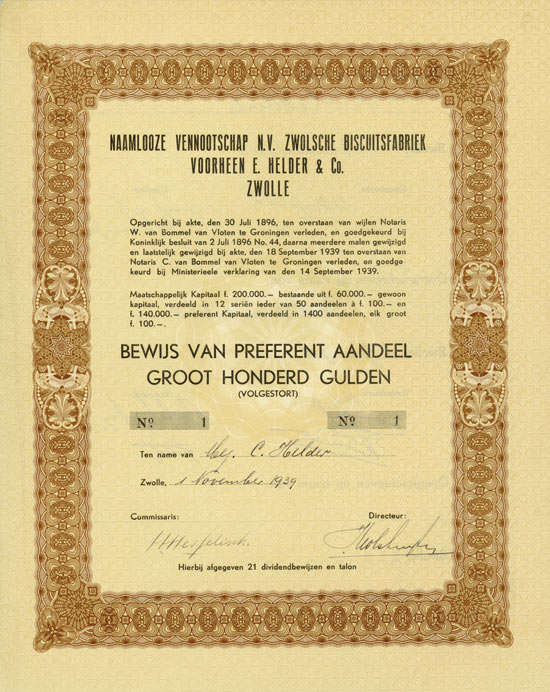 NAAMLOOZE VENNOOTSCHAP N.V. ZWOLSCHE BISCUITSFABRIEK
VOORHEEN E. HELDER & Co.
ZWOLLE
Opgericht bij akte, den 30 Juli 1896, ten overstaan van wijlen Notaris
W. van Bommel van Vloten te Groningen verleden, en goedgekeurd bij
Koninklijk besluit van 2 Juli 1896 No. 44, daarna meerdere malen gewijzigd
en laatstelijk gewijzigd bij akte, den 18 September 1939 ten overstaan van
Notaris C. van Bommel van Vloten te Groningen verleden, en goedge
keurd bij Ministerieele verklaring van den 14 September 1939.
Maatschappelijk Kapitaal f. 200.000.— bestaande uit f. 60.000.— gewoon
kapitaal, verdeeld in 12 seriën ieder van 50 aandeelen à f. 100.— en
f. 140.000.— preferent Kapitaal, verdeeld in 1400 aandeelen, elk groot
f. 100.—.
BEWIJS VAN PREFERENT AANDEEL
GROOT HONDERD GULDEN
(VOLGESTORT)
No. 1 No. 1
Ten name van Mej. C. Helder
Zwolle, 1 November 1939
Commissaris: Directeur:
Hierbij afgegeven 21 dividendbewijzen en talon